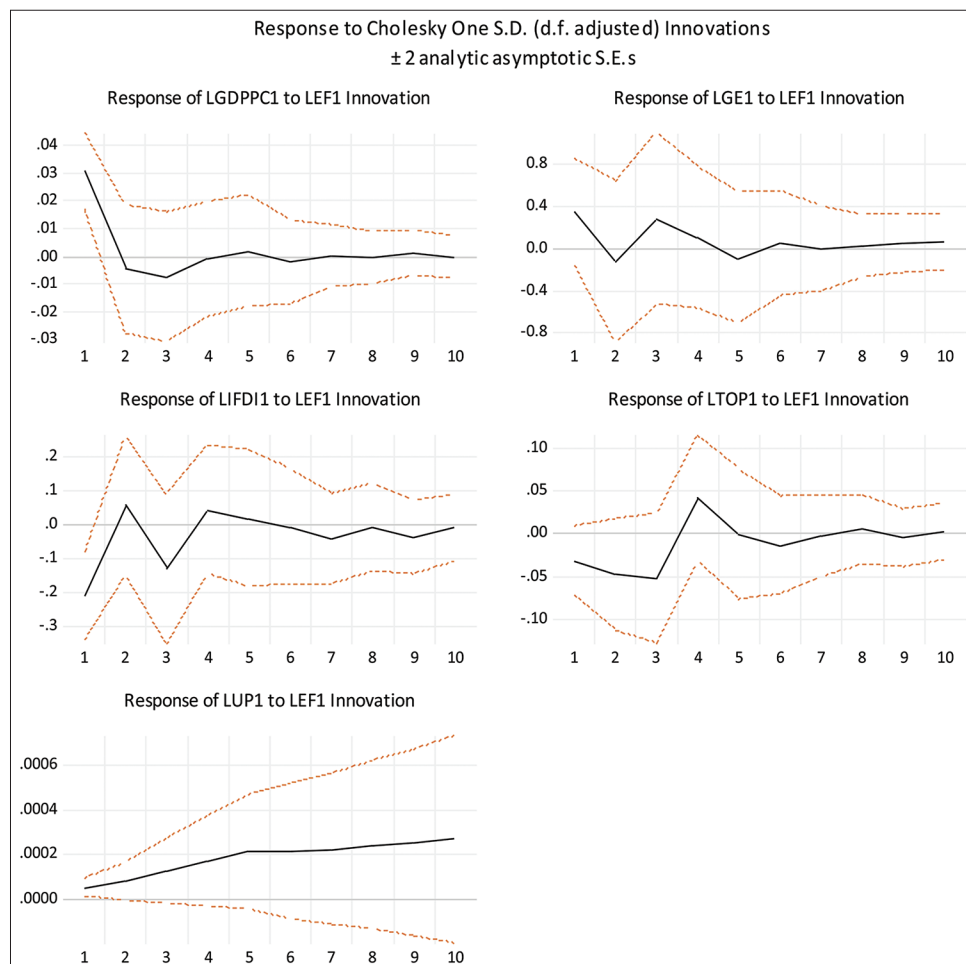 Response to Cholesky One S.D. (d.f. adjusted) Innovations
± 2 analytic asymptotic S.E.s
Response of LGDPPC1 to LEF1 Innovation
.04
.03
.02
.01
.00
-.01
-.02
-.03
1 2 3 4 5 6 7 8 9 10
Response of LGE1 to LEF1 Innovation
0.8
0.4
0.0
-0.4
-0.8
1 2 3 4 5 6 7 8 9 10
Response of LIFDI1 to LEF1 Innovation
.2
.1
.0
-.1
-.2
-.3
1 2 3 4 5 6 7 8 9 10
Response of LTOP1 to LEF1 Innovation
.10
.05
.00
-.05
-.10
1 2 3 4 5 6 7 8 9 10
Response of LUP1 to LEF1 Innovation
.0006
.0004
.0002
.0000
1 2 3 4 5 6 7 8 9 10